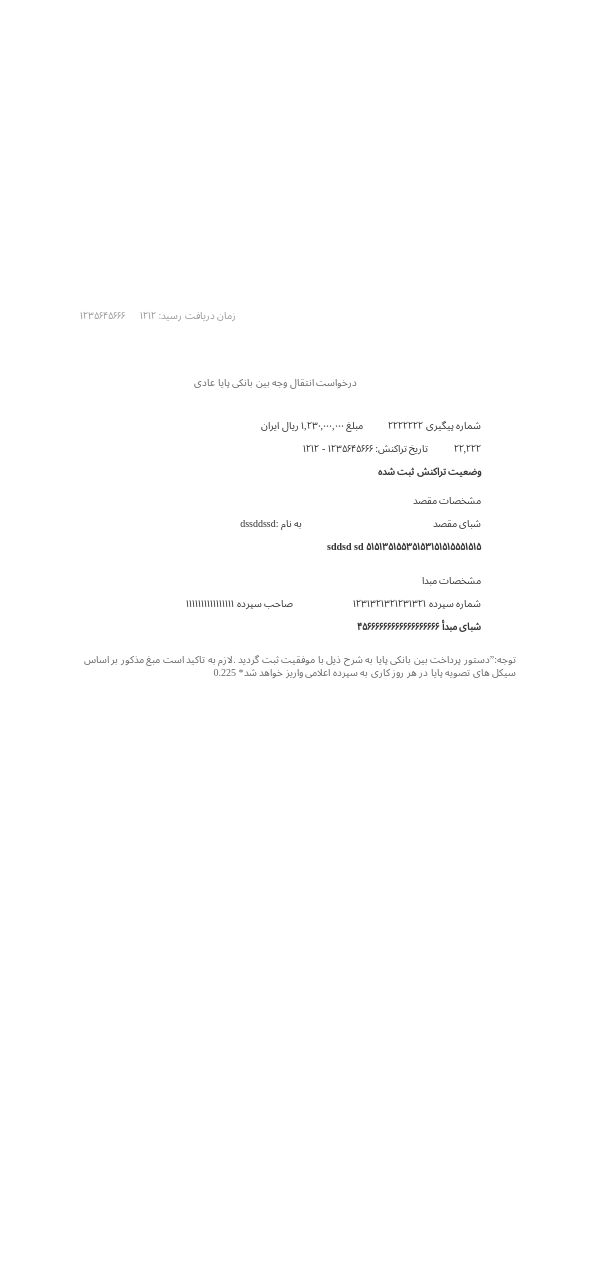 زمان دریافت رسید: ۱۲۱۲ ۱۲۳۵۶۴۵۶۶۶
درخواست انتقال وجه بین بانکی پایا عادی
شماره پیگیری ۲۲۲۲۲۲۲ مبلغ ۱,۲۳۰,۰۰۰,۰۰۰ ریال ایران
۲۲,۲۲۲ تاریخ تراکنش: ۱۲۳۵۶۴۵۶۶۶ - ۱۲۱۲
وضعیت تراکنش ثبت شده
مشخصات مقصد
شبای مقصد به نام :dssddssd
sddsd sd ۵۱۵۱۳۵۱۵۵۳۵۱۵۳۱۵۱۵۱۵۵۵۱۵۱۵
مشخصات مبدا
شماره سپرده ۱۲۳۱۳۲۱۳۲۱۲۳۱۳۲۱ صاحب سپرده ۱۱۱۱۱۱۱۱۱۱۱۱۱۱۱۱
شبای مبدأ ۴۵۶۶۶۶۶۶۶۶۶۶۶۶۶۶۶۶۶۶
توجه:”دستور پرداخت بین بانکی پایا به شرح ذیل با موفقیت ثبت گردید .لازم به تاکید است مبغ مذکور بر اساس
سیکل های تصویه پایا در هر روز کاری به سپرده اعلامی واریز خواهد شد* 0.225